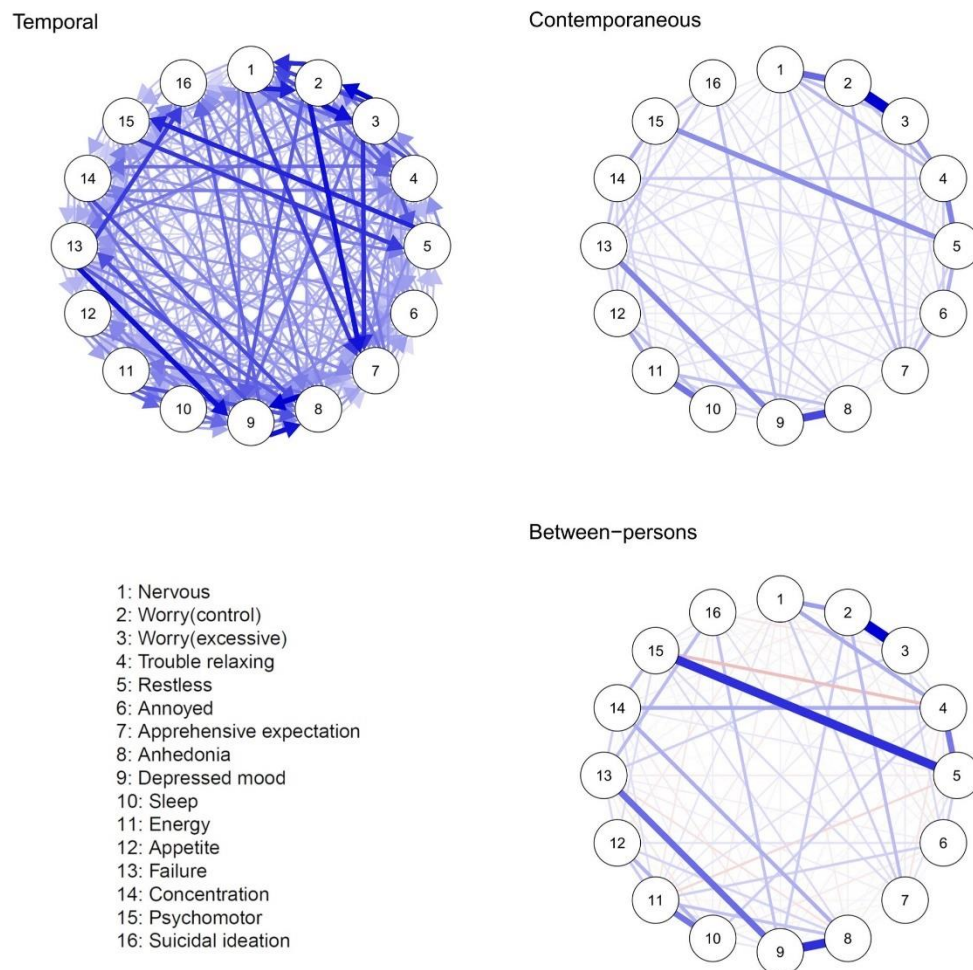 Temporal
Contemporaneous
1
2
3
4
5
6
7
8
9
10
11
12
13
14
15
16
1
2
3
4
5
6
7
8
9
10
11
12
13
14
15
16
Between−persons
1: Nervous
2: Worry(control)
3: Worry(excessive)
4: Trouble relaxing
5: Restless
6: Annoyed
7: Apprehensive expectation
8: Anhedonia
9: Depressed mood
10: Sleep
11: Energy
12: Appetite
13: Failure
14: Concentration
15: Psychomotor
16: Suicidal ideation
1
2
3
4
5
6
7
8
9
10
11
12
13
14
15
16